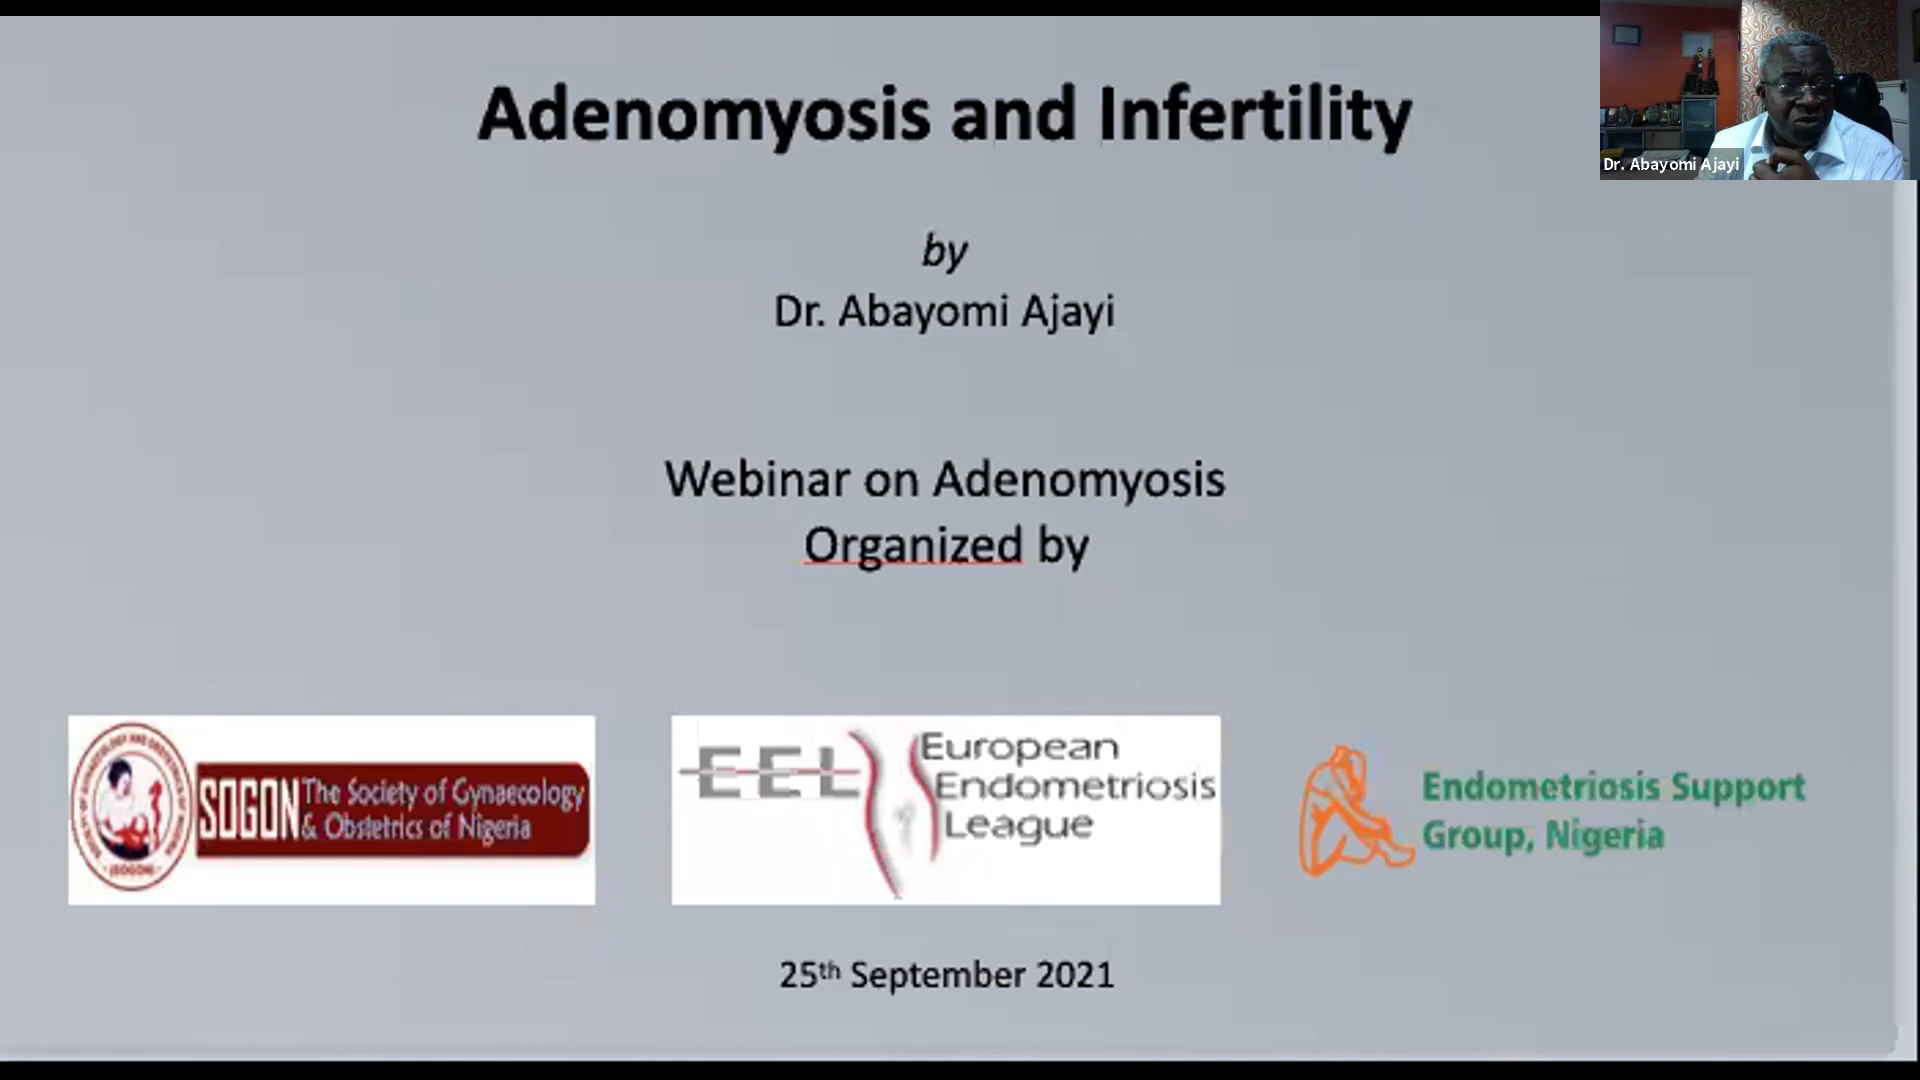 Adenomyosis and Infertility
Dr. Abayomi Ajayi
by
Dr. Abayomi Ajayi
Webinar on Adenomyosis
Organized by
SOGON The Society of Gynaecology
& Obstetrics of Nigeria
EEL European
Endometriosis
League
Endometriosis Support
Group, Nigeria
25th September 2021